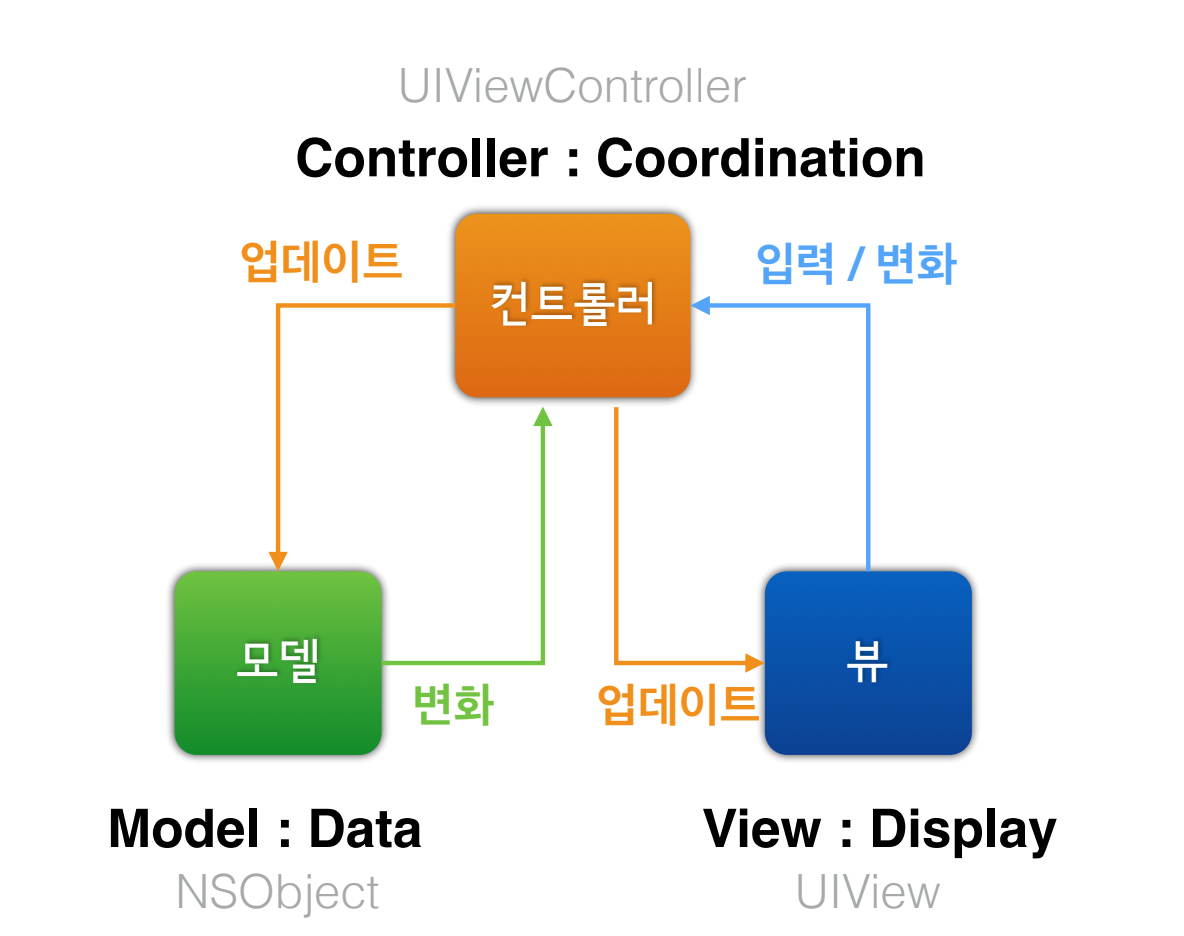 UIViewController
Controller : Coordination
업데이트
입력 / 변화
컨트롤러
모델
뷰
변화
업데이트
Model : Data
View : Display
NSObject
UIView